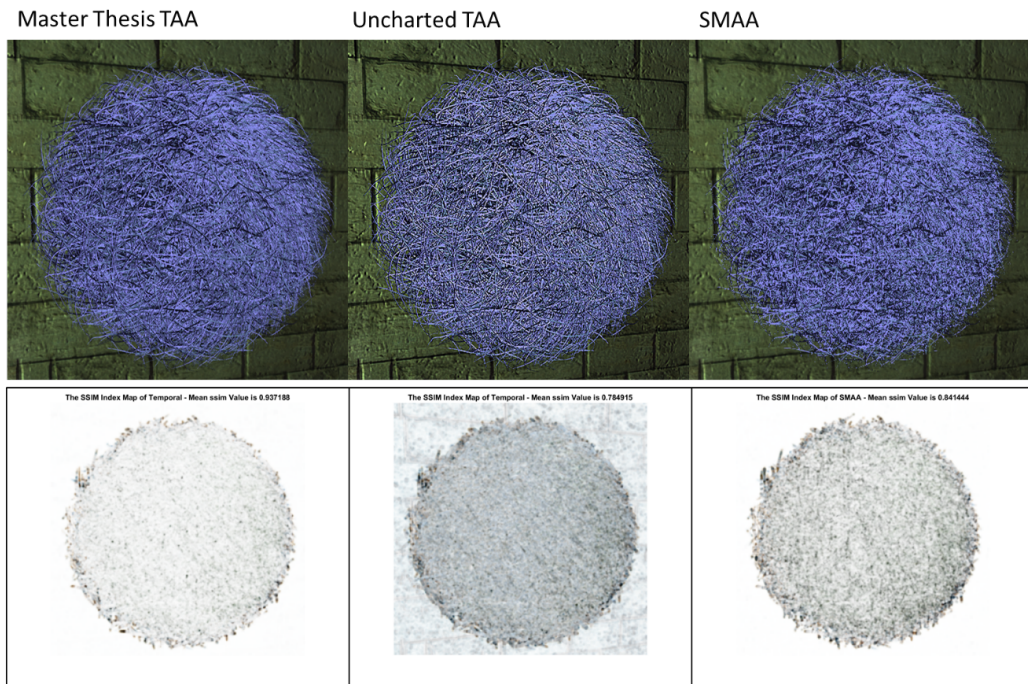 Master Thesis TAA
Uncharted TAA
SMAA
The SSIM Index Map of Temporal - Mean ssim Value is 0.937188
The SSIM Index Map of Temporal - Mean ssim Value is 0.784915
The SSIM Index Map of SMAA - Mean ssim Value is 0.841444